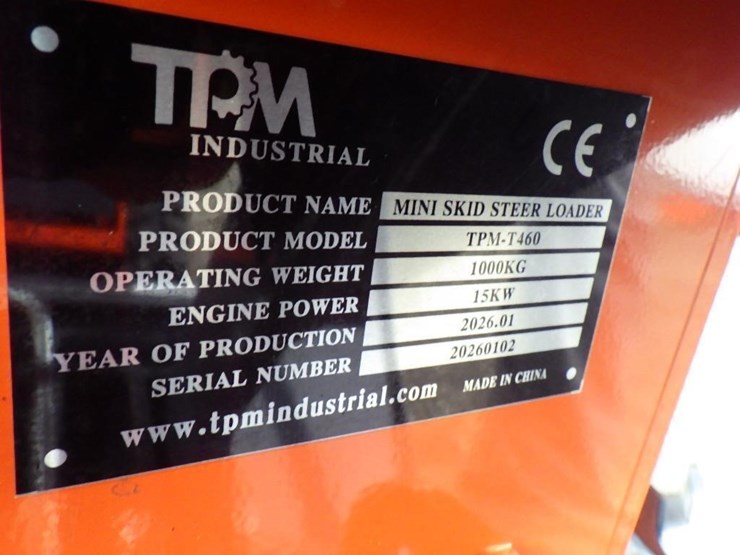 TPM
INDUSTRIAL
CE
PRODUCT NAME MINI SKID STEER LOADER
PRODUCT MODEL TPM-T460
OPERATING WEIGHT 1000KG
ENGINE POWER 15KW
YEAR OF PRODUCTION 2026.01
SERIAL NUMBER 20260102
www.tpmindustrial.com MADE IN CHINA